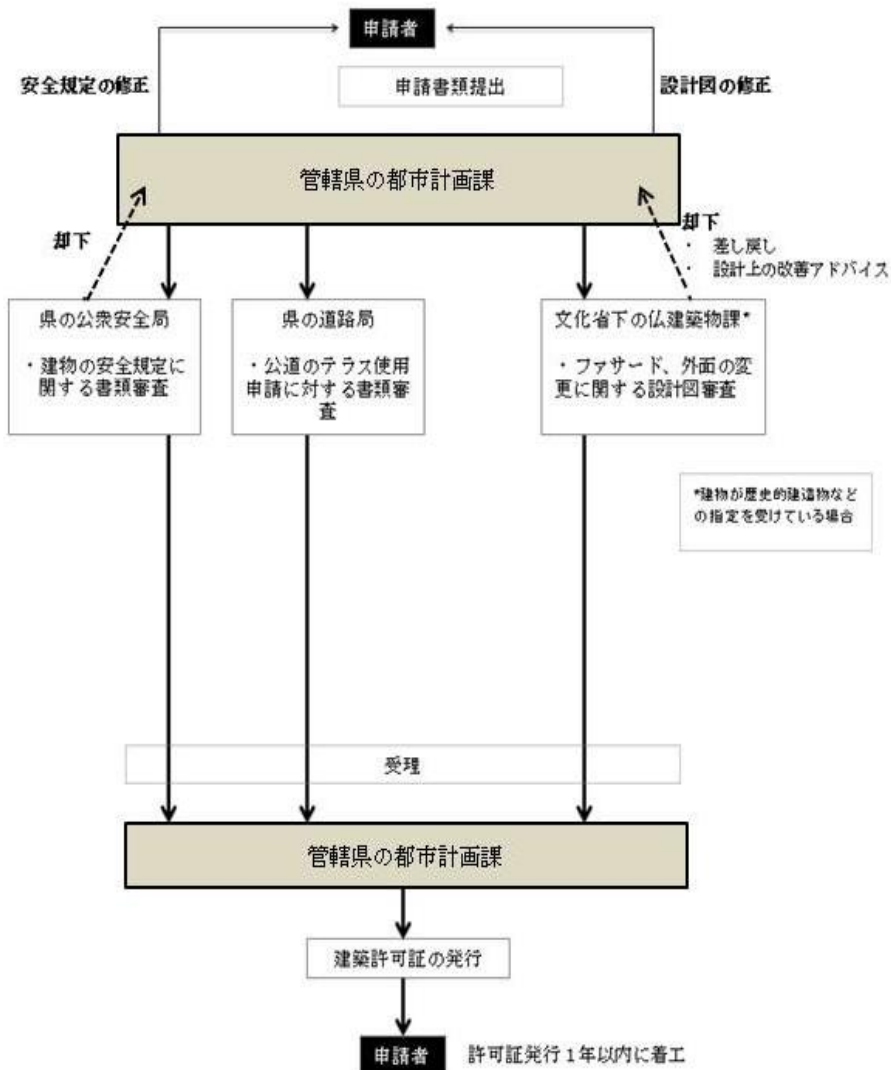 申請者
安全規定の修正
申請書類提出
設計図の修正
管轄県の都市計画課
却下
却下
・ 差し戻し
・ 設計上の改善アドバイス
県の公衆安全局
・建物の安全規定に
関する書類審査
県の道路局
・公道のテラス使用
申請に対する書類審
査
文化省下の仏建築物課*
・ファサード、外面の変
更に関する設計図審査
*建物が歴史的建造物など
の指定を受けている場合
受理
管轄県の都市計画課
建築許可証の発行
申請者
許可証発行1年以内に着工